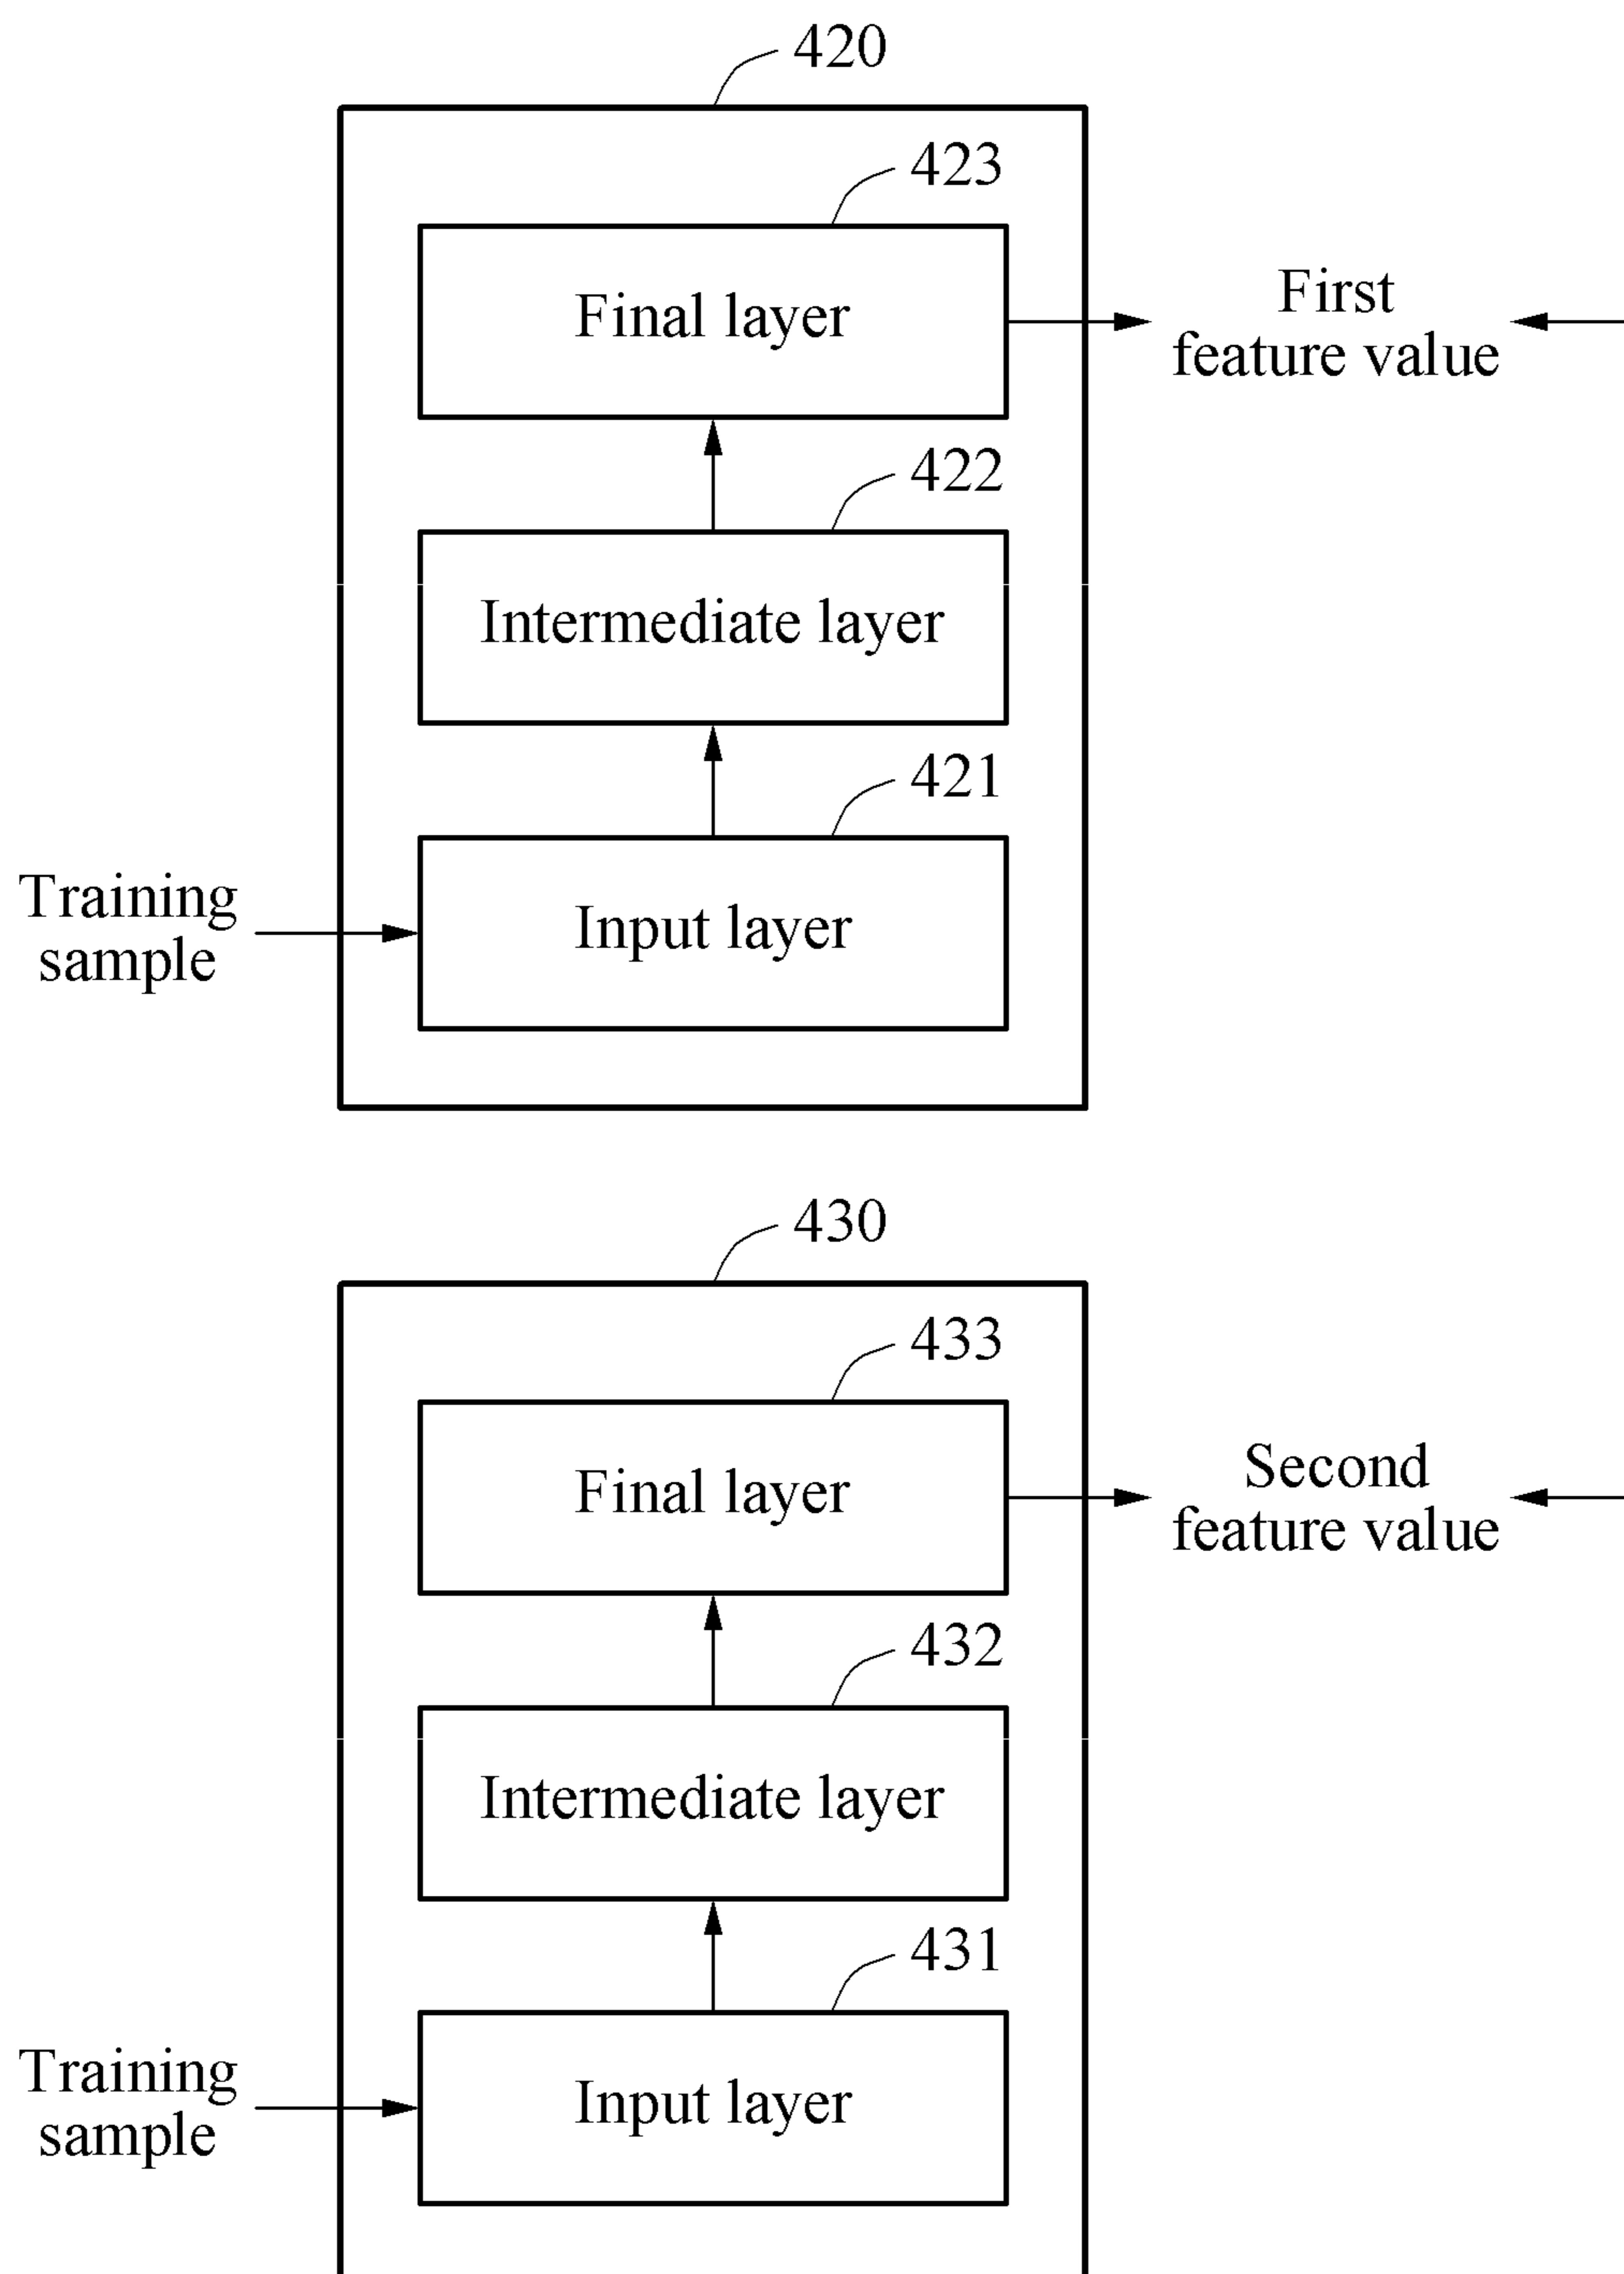 420
423
Final layer
First
feature value
422
Intermediate layer
421
Training
sample
Input layer
430
433
Final layer
Second
feature value
432
Intermediate layer
431
Training
sample
Input layer